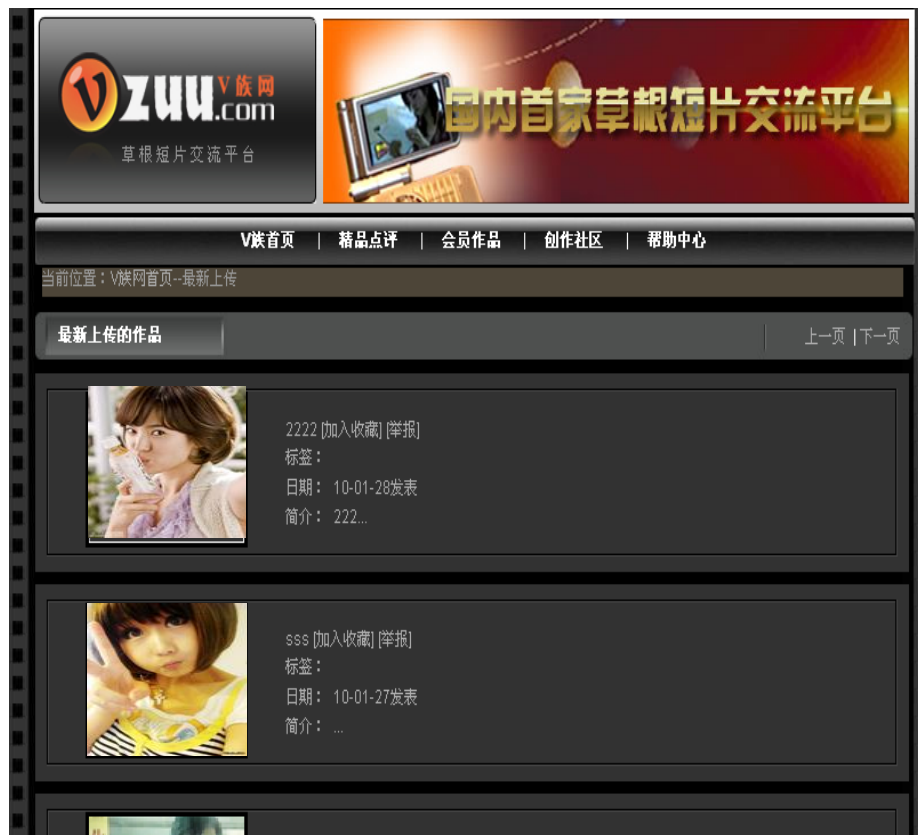 Vzuu V族网
.com
草根短片交流平台
国内首家草根短片交流平台
V族首页 | 精品点评 | 会员作品 | 创作社区 | 帮助中心
当前位置：V族网首页--最新上传
最新上传的作品
上一页 | 下一页
2222 [加入收藏] [举报]
标签：
日期： 10-01-28发表
简介： 222...
sss [加入收藏] [举报]
标签：
日期： 10-01-27发表
简介： ...